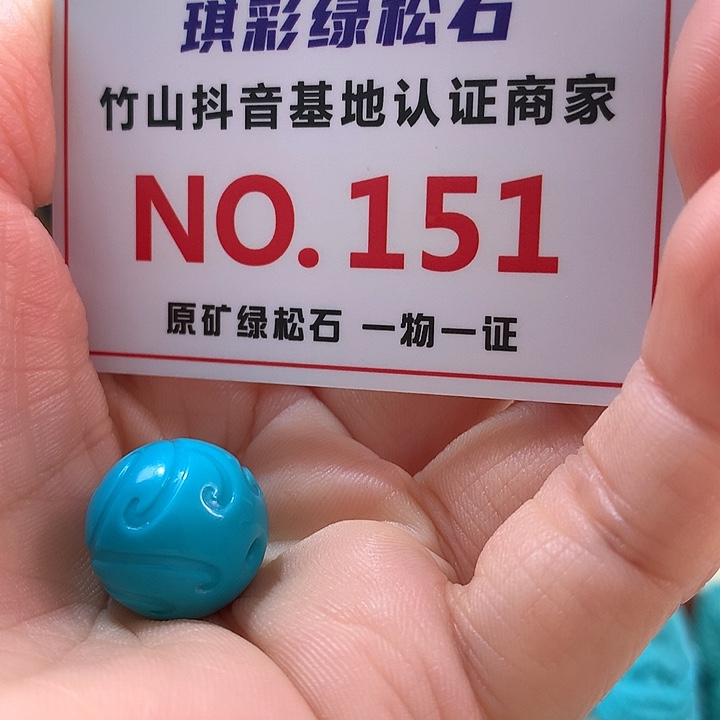 琪彩绿松石
竹山抖音基地认证商家
NO.151
原矿绿松石 一物一证